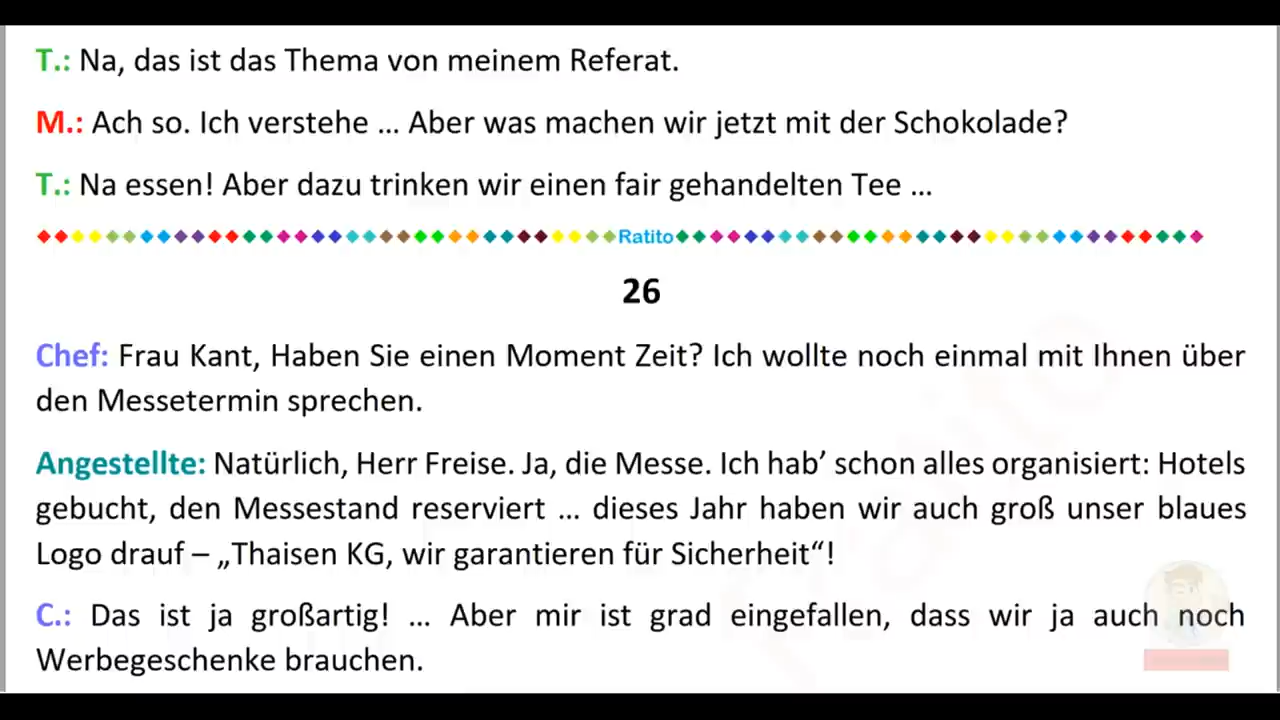 T.: Na, das ist das Thema von meinem Referat.
M.: Ach so. Ich verstehe ... Aber was machen wir jetzt mit der Schokolade?
T.: Na essen! Aber dazu trinken wir einen fair gehandelten Tee ...
Ratito
26
Chef: Frau Kant, Haben Sie einen Moment Zeit? Ich wollte noch einmal mit Ihnen über
den Messetermin sprechen.
Angestellte: Natürlich, Herr Freise. Ja, die Messe. Ich hab’ schon alles organisiert: Hotels
gebucht, den Messestand reserviert ... dieses Jahr haben wir auch groß unser blaues
Logo drauf – „Thaisen KG, wir garantieren für Sicherheit“!
C.: Das ist ja großartig! ... Aber mir ist grad eingefallen, dass wir ja auch noch
Werbegeschenke brauchen.